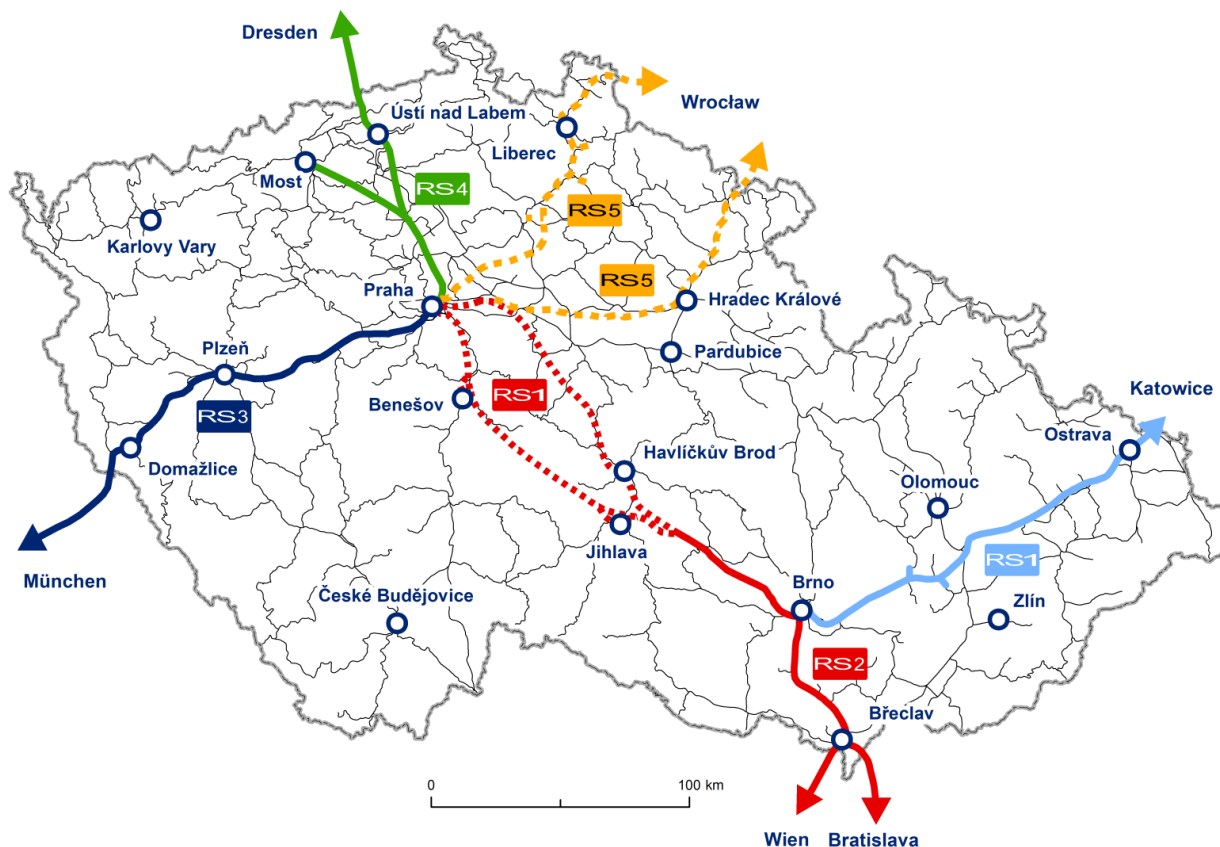 Dresden
Ústí nad Labem
Wrocław
Liberec
Most
RS4
RS5
Karlovy Vary
RS5
Praha
Hradec Králové
Plzeň
Pardubice
RS1
Benešov
Katowice
RS3
Ostrava
Havlíčkův Brod
Domažlice
Olomouc
Jihlava
RS1
München
Brno
České Budějovice
Zlín
RS2
Břeclav
0
100 km
Wien
Bratislava